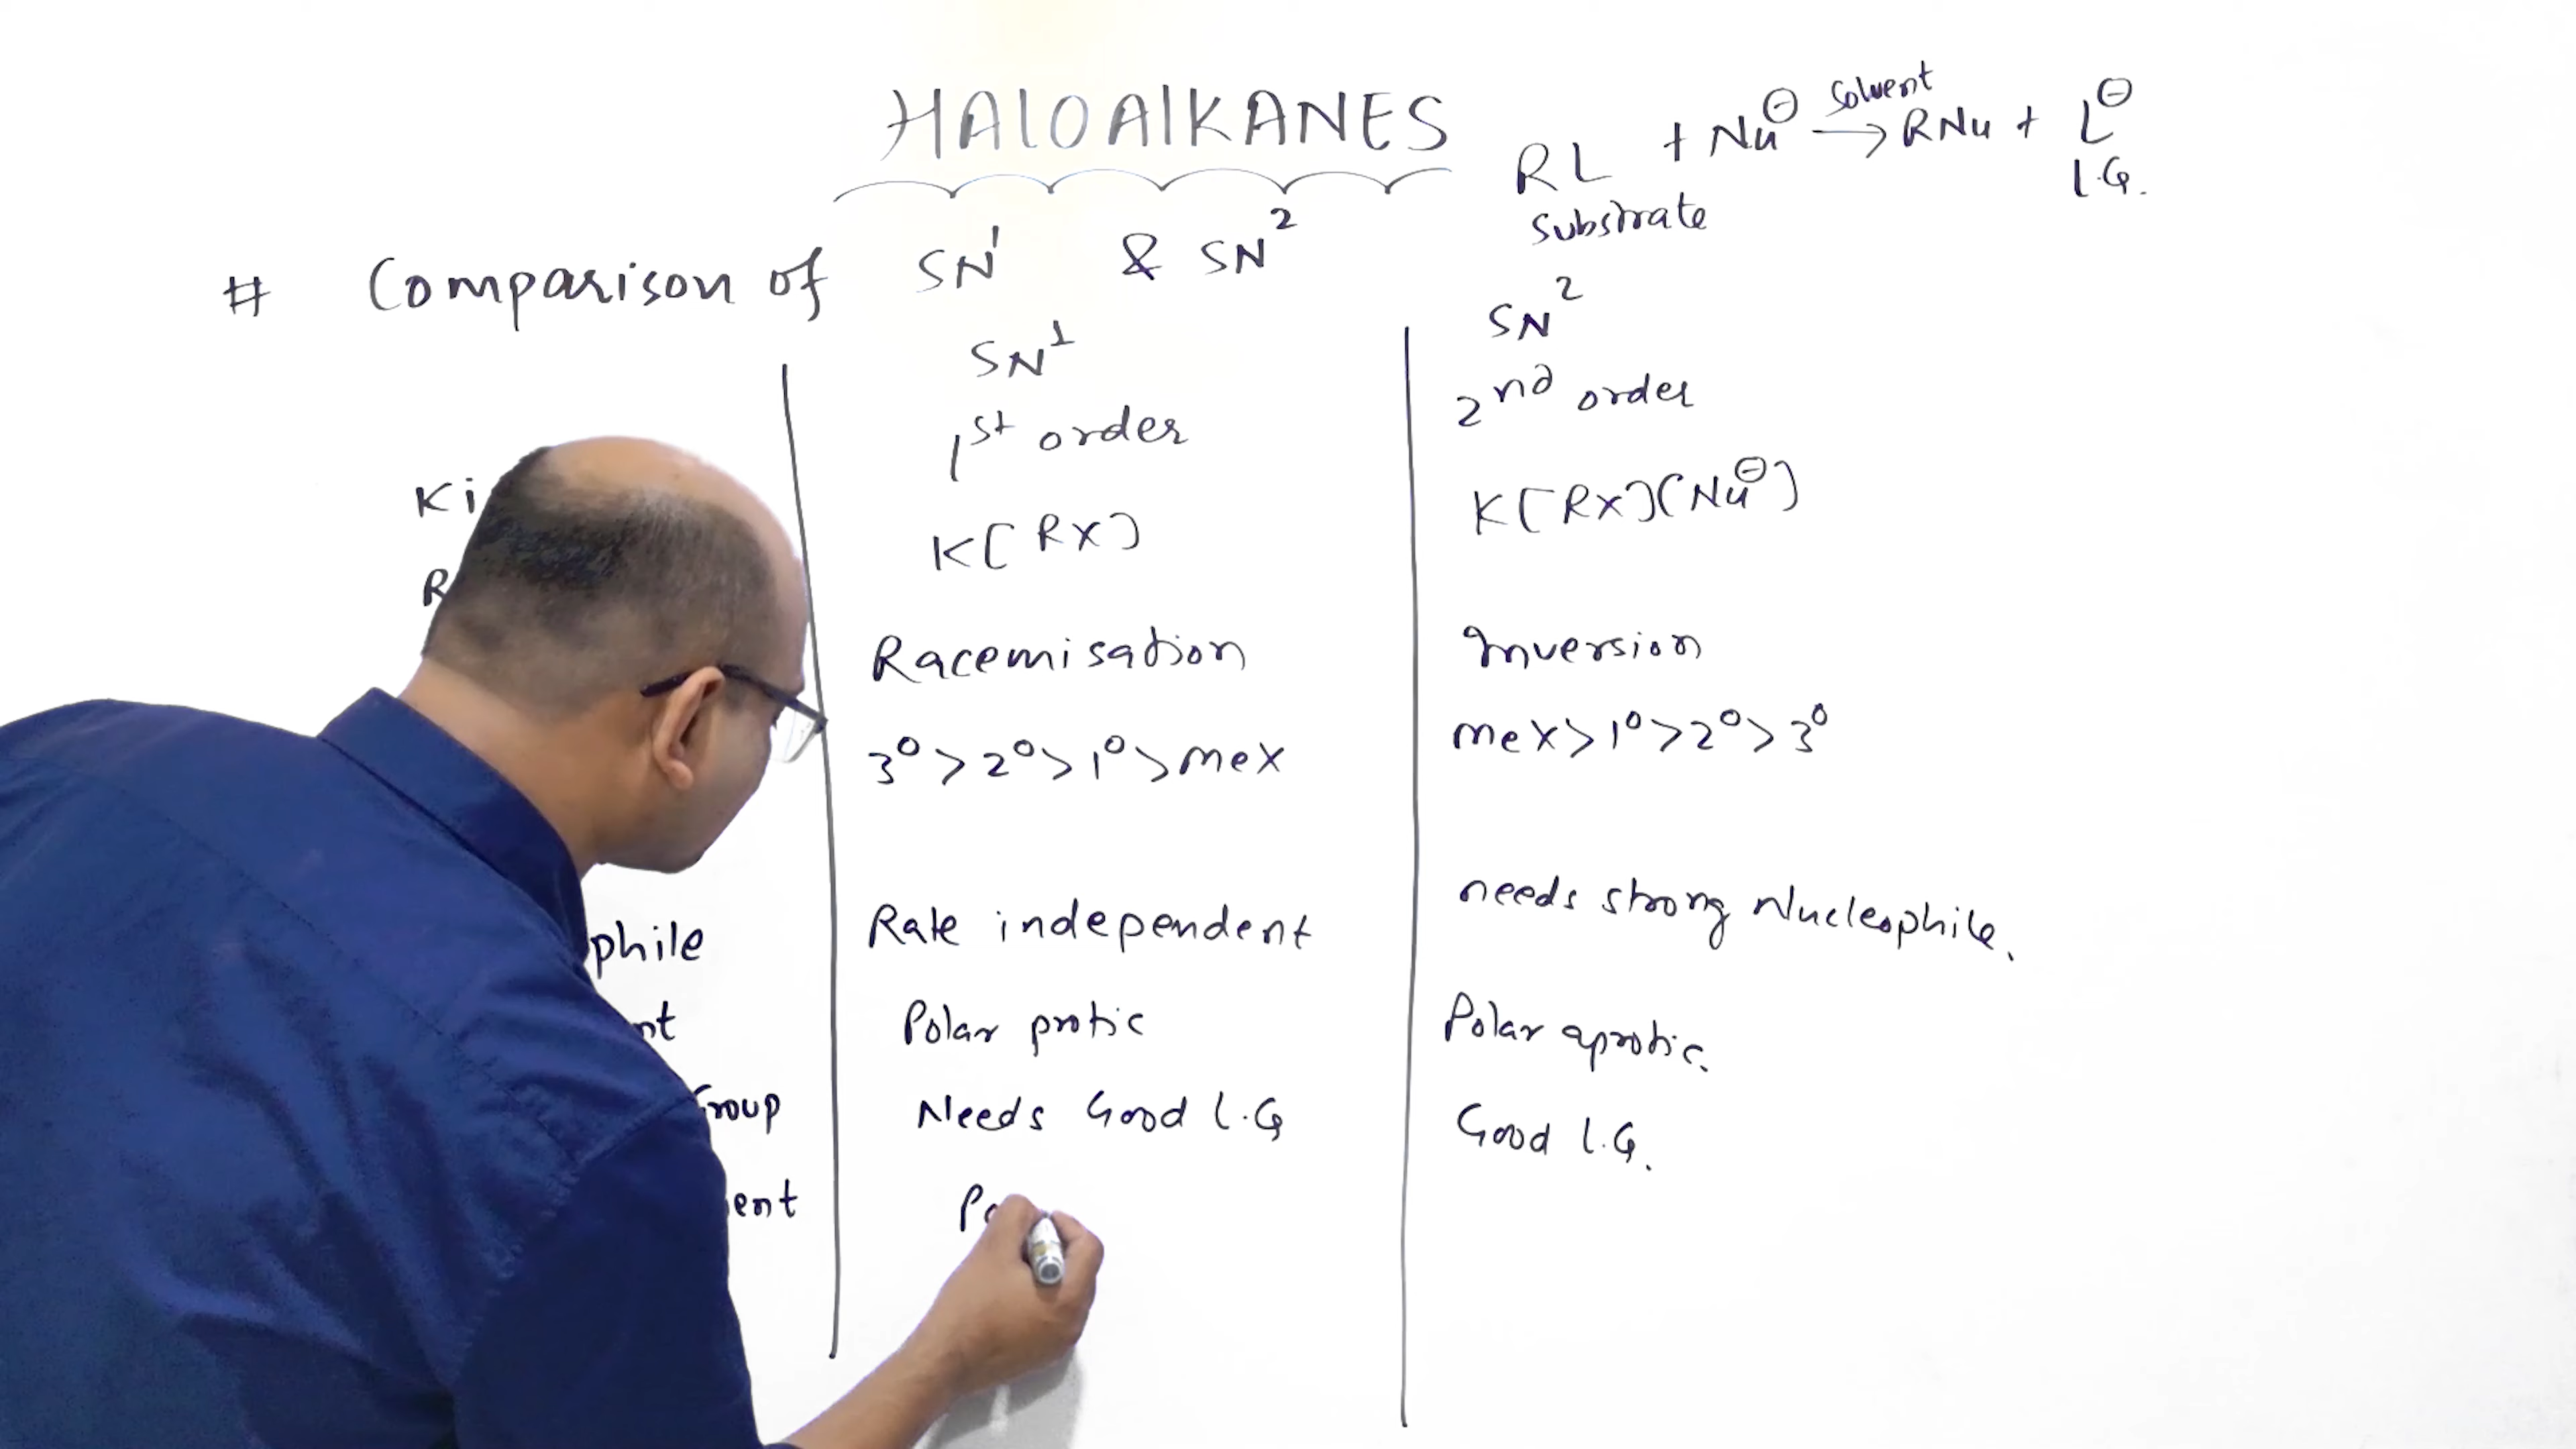 HALOALKANES
RL + Nu⊖ solvent → RNu + L⊖
Substrate L.G.
# Comparison of SN¹ & SN²
SN¹ SN²
1st order 2nd order
Ki K[RX] K[RX](Nu⊖]
R
Racemisation Inversion
3° > 2° > 1° > meX meX > 1° > 2° > 3°
phile Rate independent needs strong Nucleophile.
nt Polar protic Polar aprotic.
Group Needs Good L.G Good L.G.
ent Po